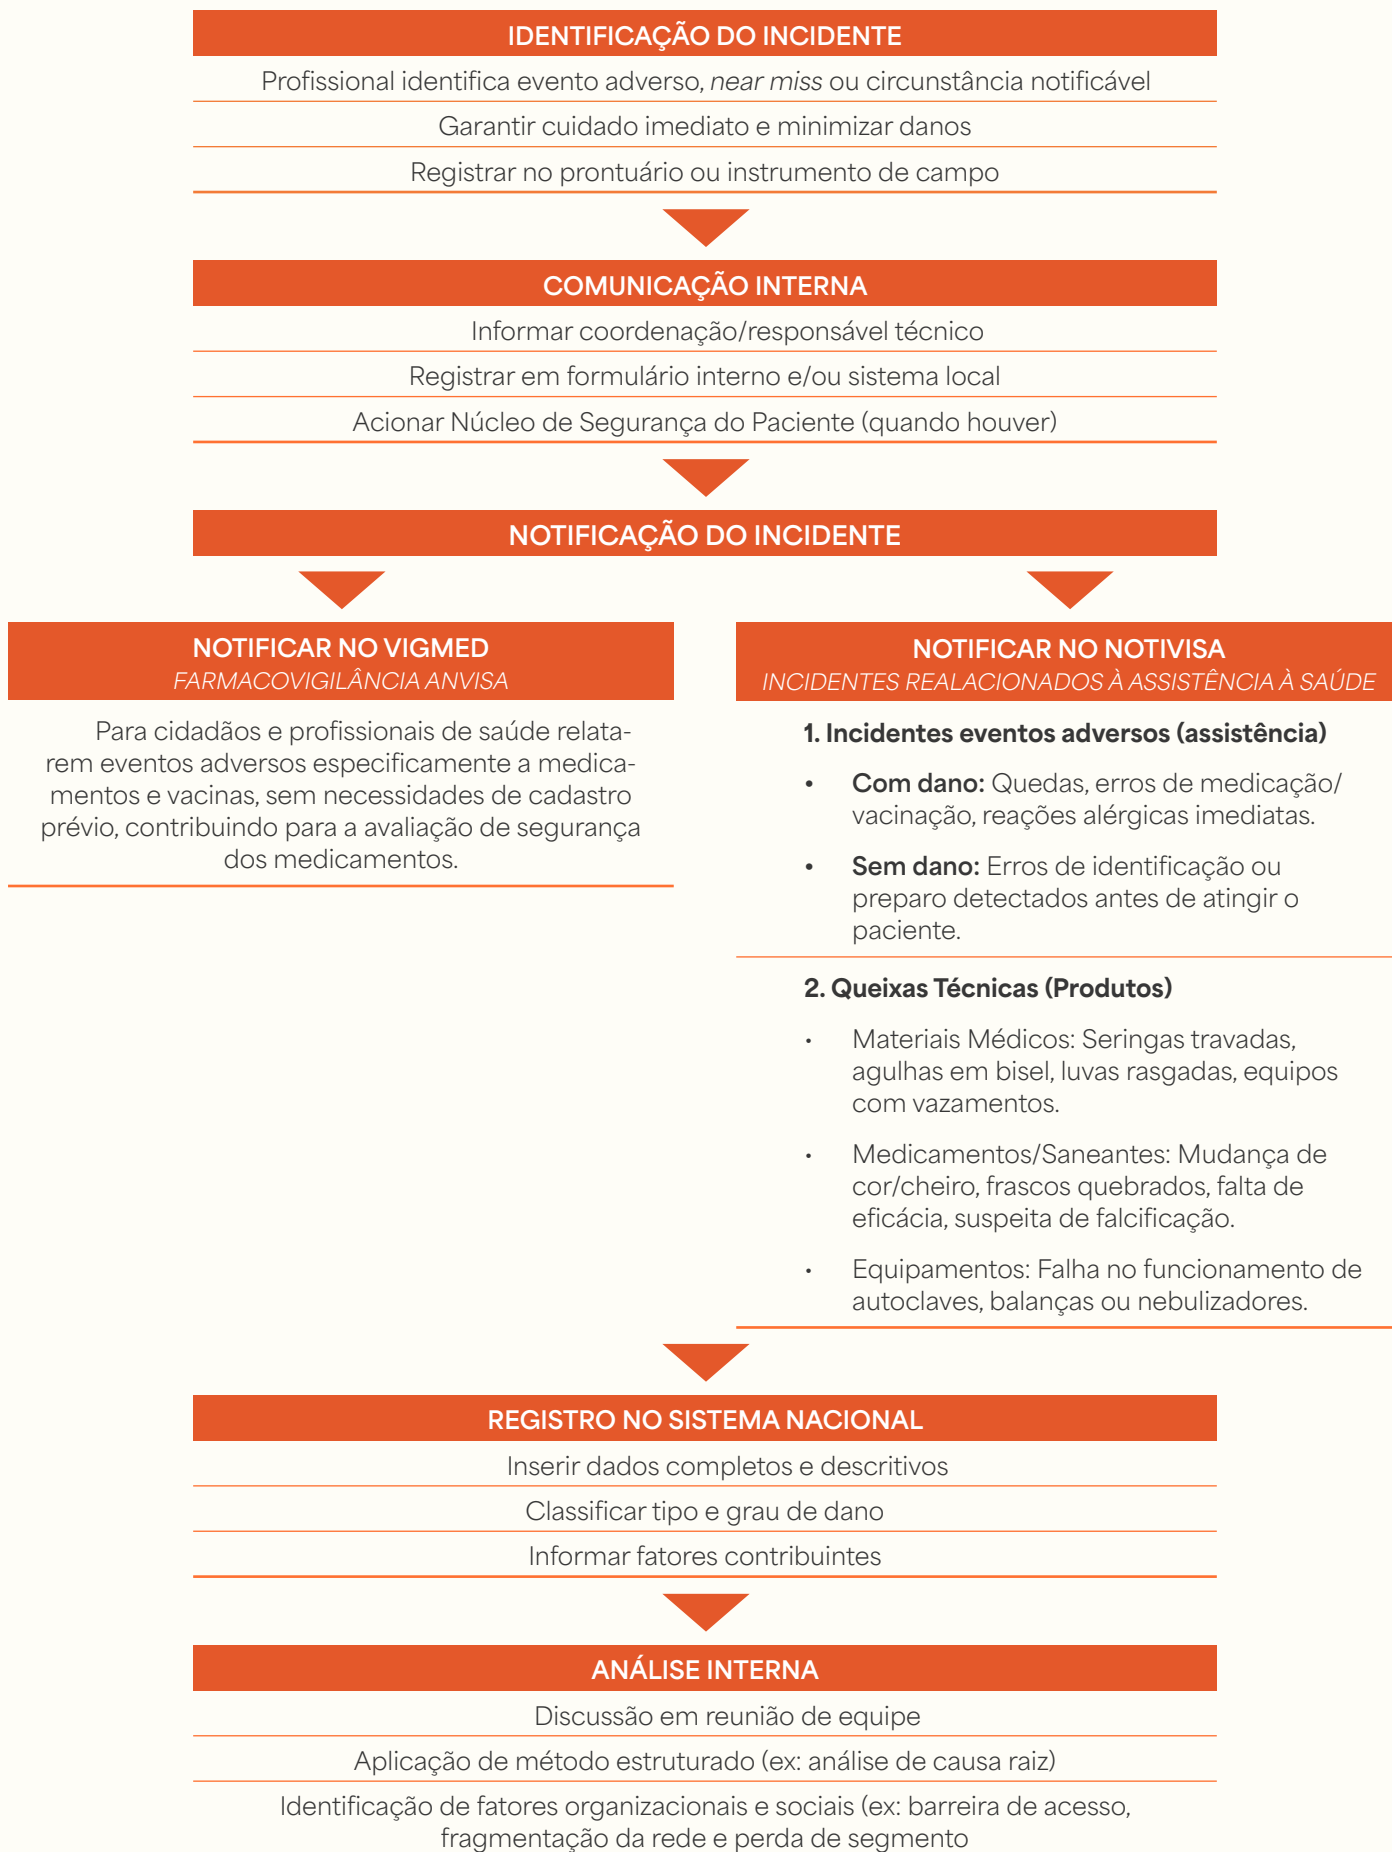 IDENTIFICAÇÃO DO INCIDENTE
Profissional identifica evento adverso, near miss ou circunstância notificável
Garantir cuidado imediato e minimizar danos
Registrar no prontuário ou instrumento de campo
COMUNICAÇÃO INTERNA
Informar coordenação/responsável técnico
Registrar em formulário interno e/ou sistema local
Acionar Núcleo de Segurança do Paciente (quando houver)
NOTIFICAÇÃO DO INCIDENTE
NOTIFICAR NO VIGMED
FARMACOVIGILÂNCIA ANVISA
Para cidadãos e profissionais de saúde relata-
rem eventos adversos especificamente a medica-
mentos e vacinas, sem necessidades de cadastro
prévio, contribuindo para a avaliação de segurança
dos medicamentos.
NOTIFICAR NO NOTIVISA
INCIDENTES REALACIONADOS À ASSISTÊNCIA À SAÚDE
1. Incidentes eventos adversos (assistência)
• Com dano: Quedas, erros de medicação/
vacinação, reações alérgicas imediatas.
• Sem dano: Erros de identificação ou
preparo detectados antes de atingir o
paciente.
2. Queixas Técnicas (Produtos)
• Materiais Médicos: Seringas travadas,
agulhas em bisel, luvas rasgadas, equipos
com vazamentos.
• Medicamentos/Saneantes: Mudança de
cor/cheiro, frascos quebrados, falta de
eficácia, suspeita de falcificação.
• Equipamentos: Falha no funcionamento de
autoclaves, balanças ou nebulizadores.
REGISTRO NO SISTEMA NACIONAL
Inserir dados completos e descritivos
Classificar tipo e grau de dano
Informar fatores contribuintes
ANÁLISE INTERNA
Discussão em reunião de equipe
Aplicação de método estruturado (ex: análise de causa raiz)
Identificação de fatores organizacionais e sociais (ex: barreira de acesso,
fragmentação da rede e perda de segmento